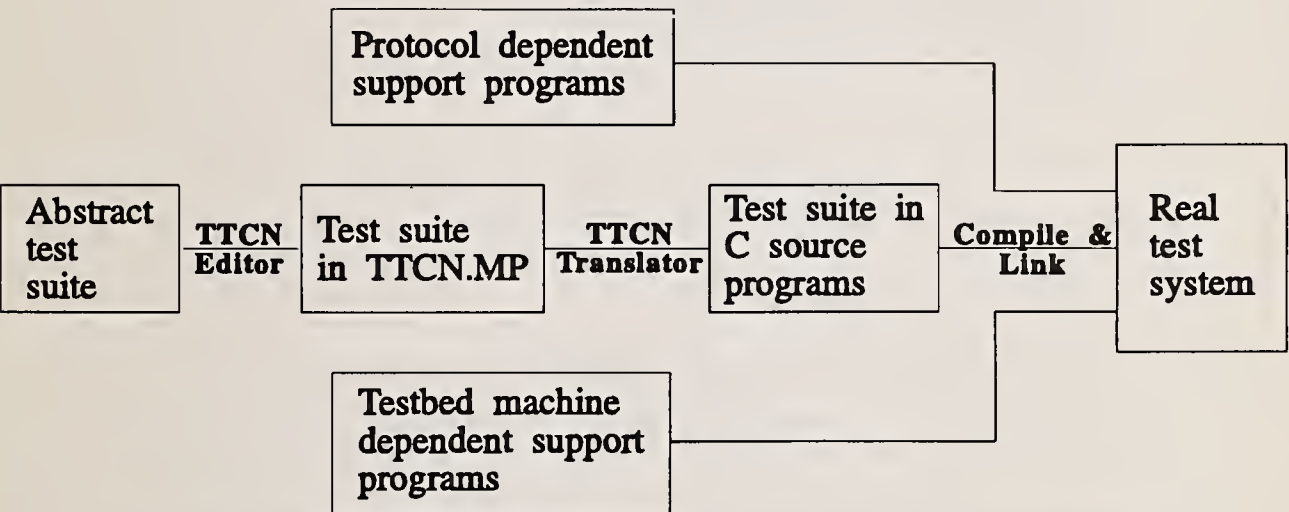 Protocol dependent
support programs
Abstract
test
suite
TTCN
Editor
Test suite
in TTCN.MP
TTCN
Translator
Test suite in
C source
programs
Compile &
Link
Real
test
system
Testbed machine
dependent support
programs